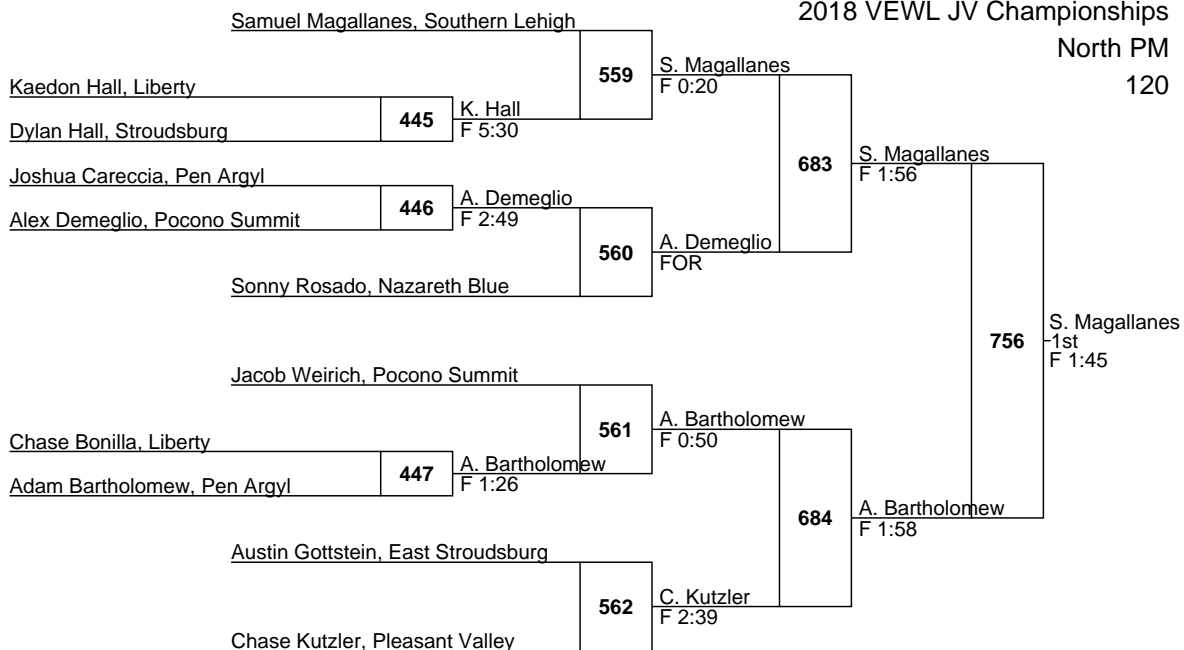 2018 VEWL JV Championships
North PM
120
Samuel Magallanes, Southern Lehigh
559
S. Magallanes
F 0:20
Kaedon Hall, Liberty
445
K. Hall
F 5:30
Dylan Hall, Stroudsburg
683
S. Magallanes
F 1:56
Joshua Careccia, Pen Argyl
446
A. Demeglio
F 2:49
Alex Demeglio, Pocono Summit
560
A. Demeglio
FOR
Sonny Rosado, Nazareth Blue
756
S. Magallanes
1st
F 1:45
Jacob Weirich, Pocono Summit
561
A. Bartholomew
F 0:50
Chase Bonilla, Liberty
447
A. Bartholomew
F 1:26
Adam Bartholomew, Pen Argyl
684
A. Bartholomew
F 1:58
Austin Gottstein, East Stroudsburg
562
C. Kutzler
F 2:39
Chase Kutzler, Pleasant Valley